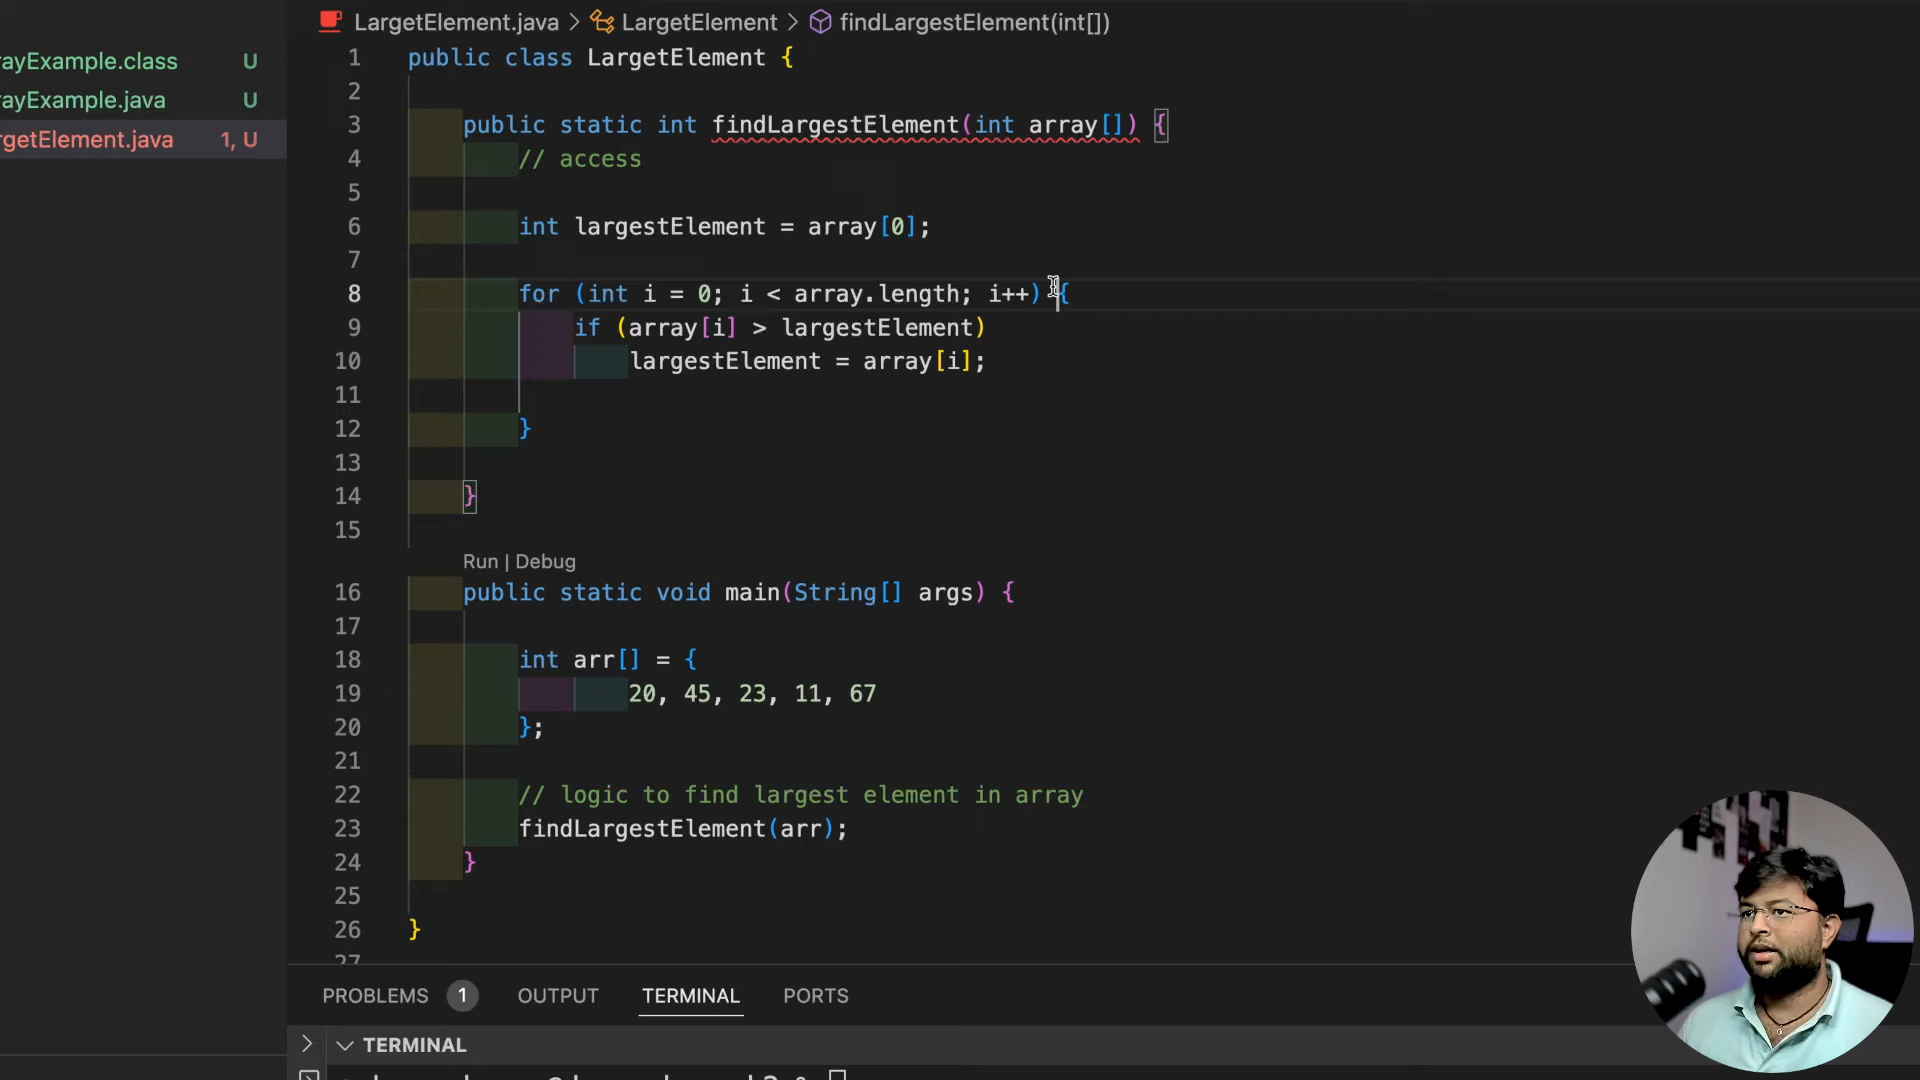 LargetElement.java > LargetElement > findLargestElement(int[])
rayExample.class U
rayExample.java U
rgetElement.java 1, U
1 public class LargetElement {
2
3 public static int findLargestElement(int array[]) {
4 // access
5
6 int largestElement = array[0];
7
8 for (int i = 0; i < array.length; i++) {
9 if (array[i] > largestElement)
10 largestElement = array[i];
11
12 }
13
14 }
15
Run | Debug
16 public static void main(String[] args) {
17
18 int arr[] = {
19 20, 45, 23, 11, 67
20 };
21
22 // logic to find largest element in array
23 findLargestElement(arr);
24 }
25
26 }
27
PROBLEMS 1 OUTPUT TERMINAL PORTS
TERMINAL